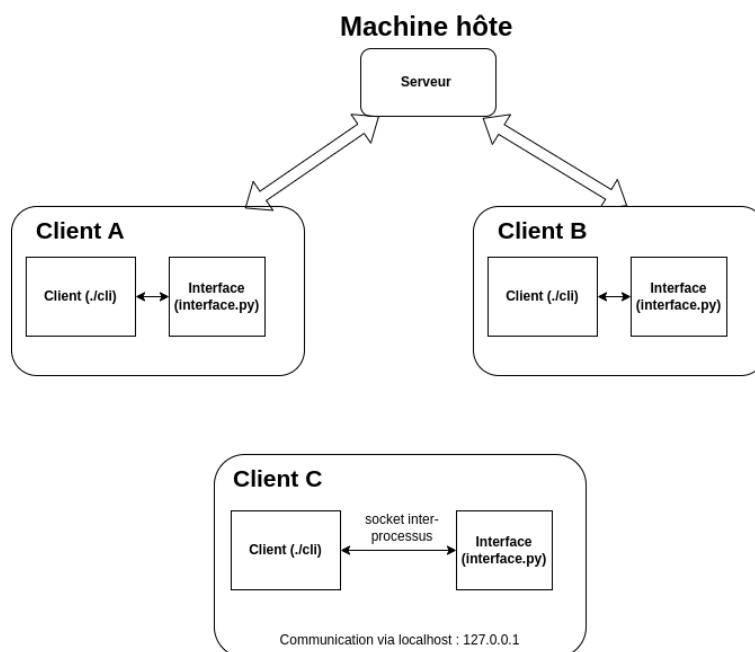 Machine hôte
Serveur
Client A
Client (./cli)
Interface
(interface.py)
Client B
Client (./cli)
Interface
(interface.py)
Client C
Client (./cli)
socket inter-
processus
Interface
(interface.py)
Communication via localhost : 127.0.0.1